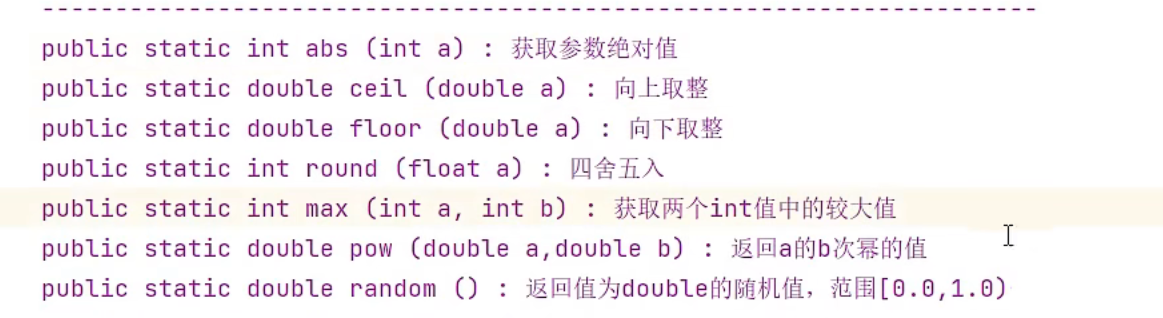 ------------------------------------------------------------------
public static int abs (int a) : 获取参数绝对值
public static double ceil (double a) : 向上取整
public static double floor (double a) : 向下取整
public static int round (float a) : 四舍五入
public static int max (int a, int b) : 获取两个int值中的较大值
public static double pow (double a,double b) : 返回a的b次幂的值
public static double random () : 返回值为double的随机值，范围[0.0,1.0)